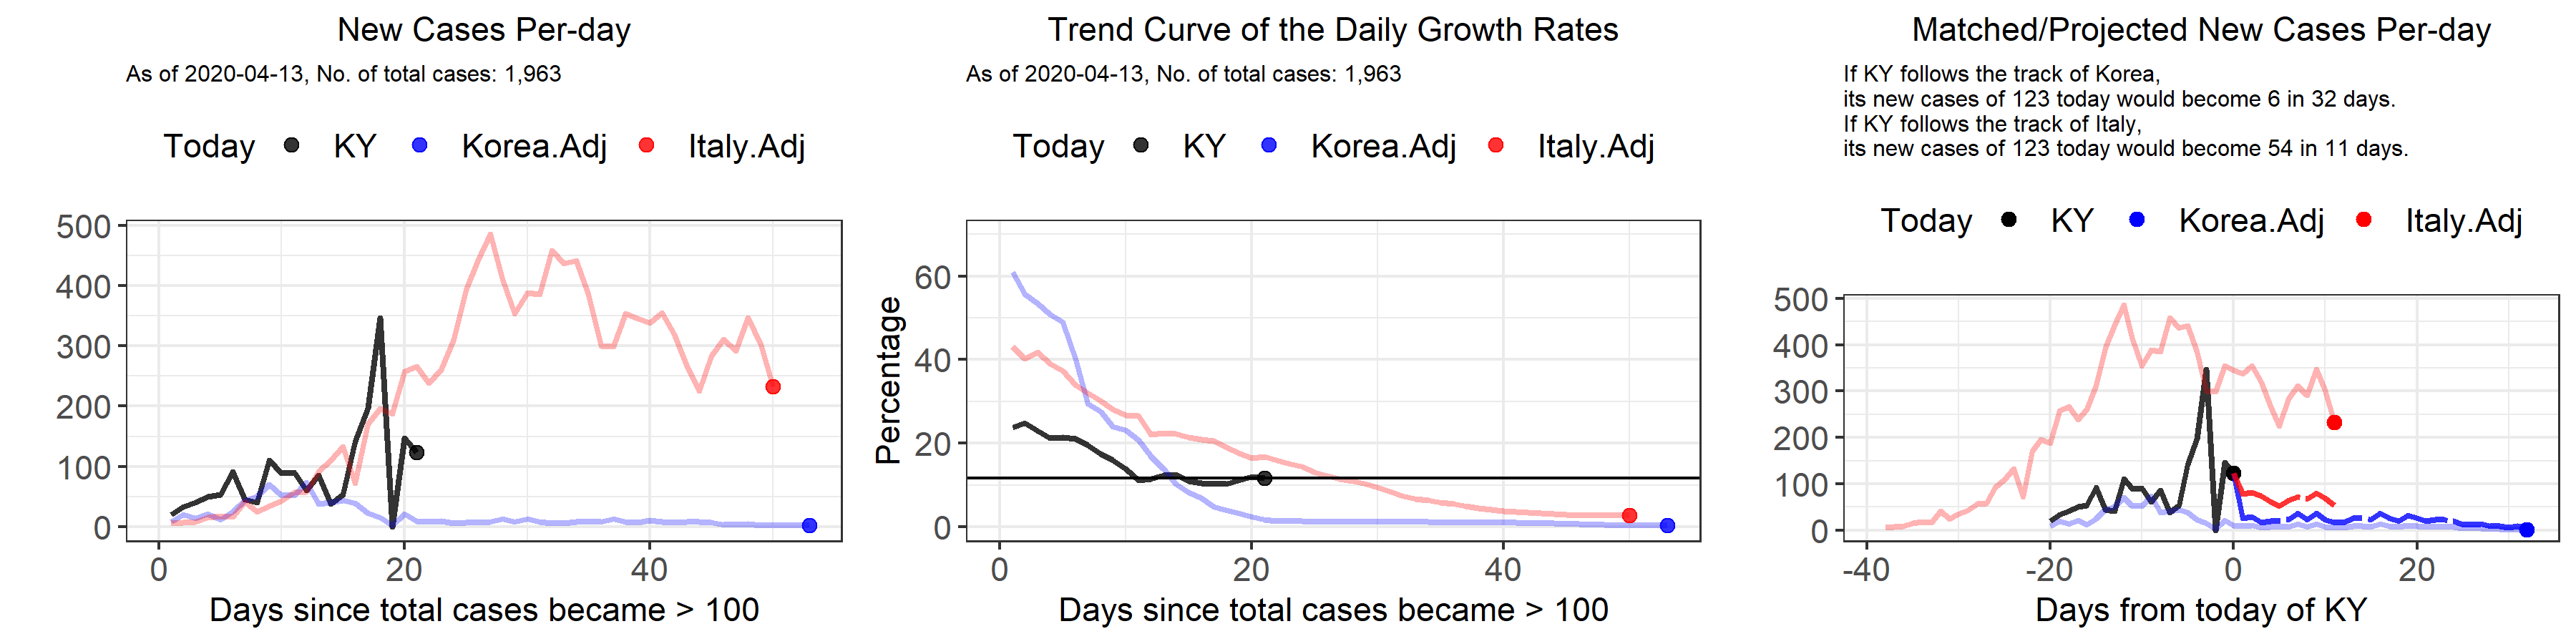 New Cases Per-day
As of 2020-04-13, No. of total cases: 1,963
Today KY Korea.Adj Italy.Adj
500
400
300
200
100
0
0 20 40
Days since total cases became > 100
Trend Curve of the Daily Growth Rates
As of 2020-04-13, No. of total cases: 1,963
Today KY Korea.Adj Italy.Adj
Percentage
60
40
20
0
0 20 40
Days since total cases became > 100
Matched/Projected New Cases Per-day
If KY follows the track of Korea,
its new cases of 123 today would become 6 in 32 days.
If KY follows the track of Italy,
its new cases of 123 today would become 54 in 11 days.
Today KY Korea.Adj Italy.Adj
500
400
300
200
100
0
-40 -20 0 20
Days from today of KY